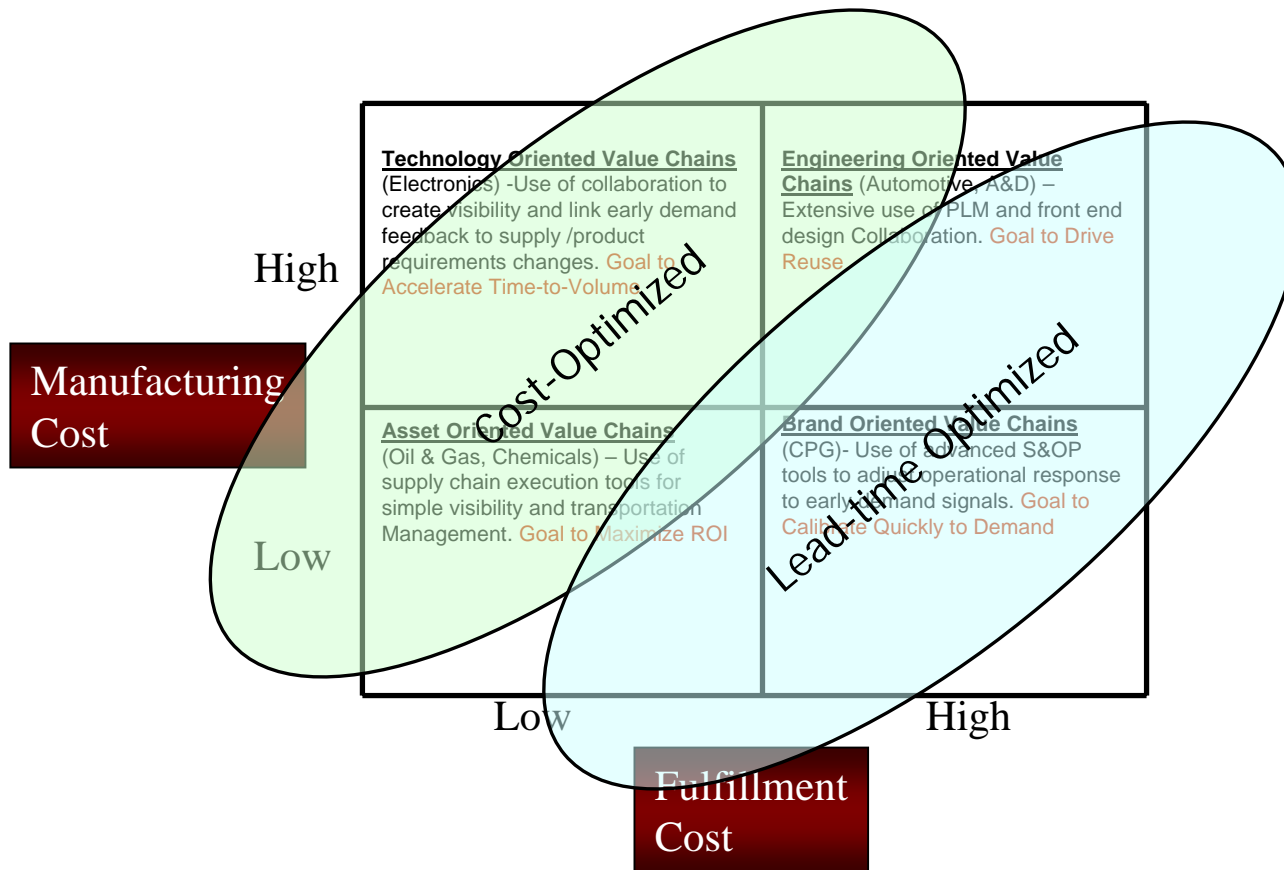 Technology Oriented Value Chains
(Electronics) -Use of collaboration to
create visibility and link early demand
feedback to supply /product
requirements changes. Goal to
Accelerate Time-to-Volume
Engineering Oriented Value
Chains (Automotive, A&D) –
Extensive use of PLM and front end
design Collaboration. Goal to Drive
Reuse
High
Cost-Optimized
Manufacturing
Cost
Asset Oriented Value Chains
(Oil & Gas, Chemicals) – Use of
supply chain execution tools for
simple visibility and transportation
Management. Goal to Maximize ROI
Brand Oriented Value Chains
(CPG)- Use of advanced S&OP
tools to adjust operational response
to early demand signals. Goal to
Calibrate Quickly to Demand
Lead-time Optimized
Low
Low
High
Fulfillment
Cost